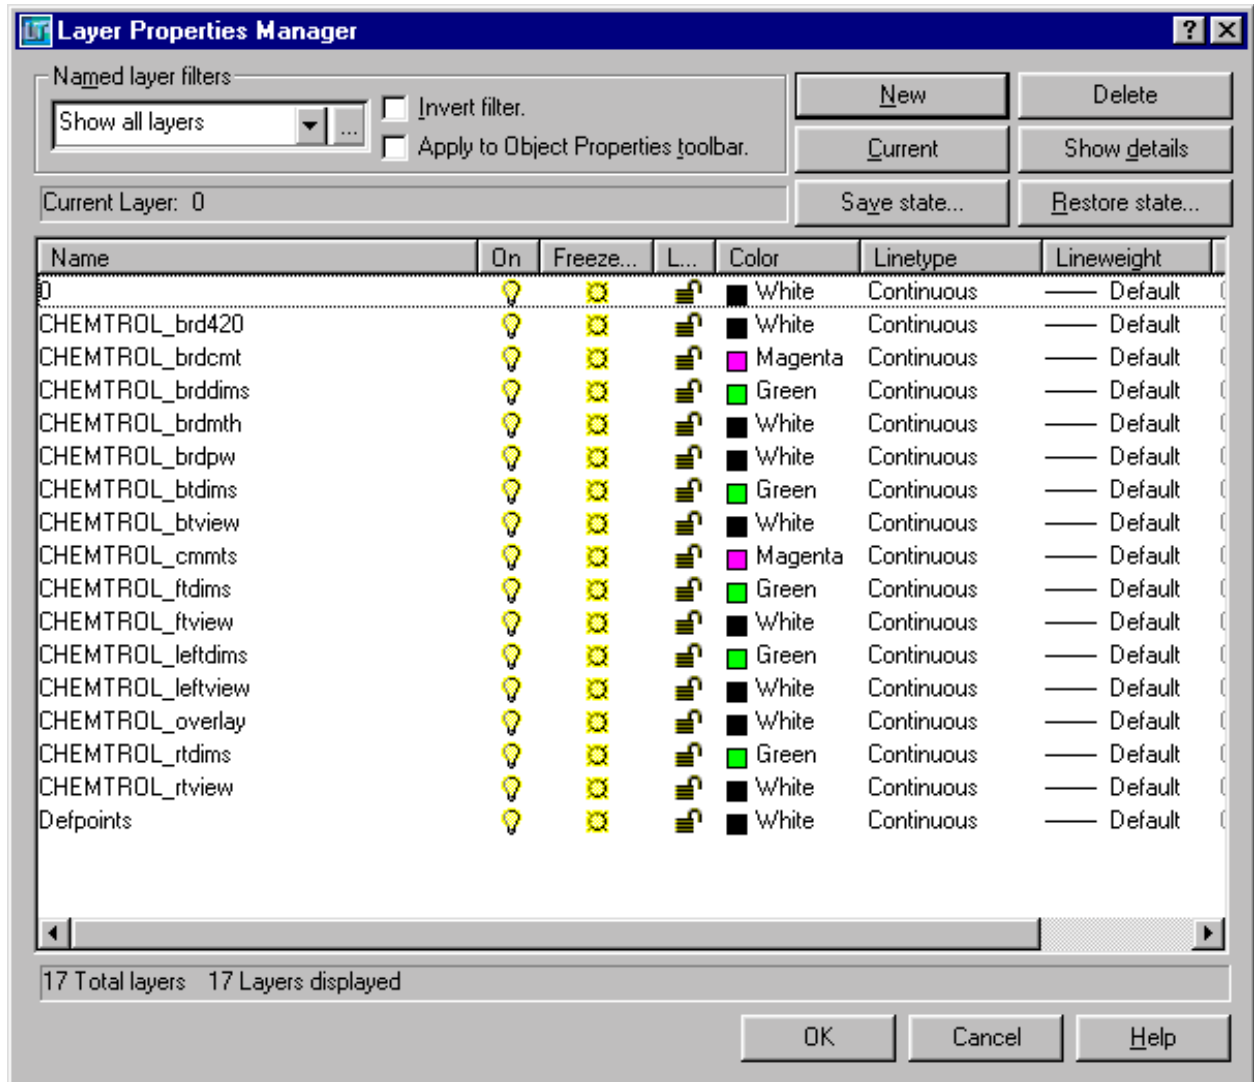 LT Layer Properties Manager
Named layer filters
Show all layers ...
Invert filter.
Apply to Object Properties toolbar.
New Delete
Current Show details
Save state... Restore state...
Current Layer: 0
Name On Freeze... L... Color Linetype Lineweight
0 White Continuous Default
CHEMTROL_brd420 White Continuous Default
CHEMTROL_brdcmt Magenta Continuous Default
CHEMTROL_brddims Green Continuous Default
CHEMTROL_brdmth White Continuous Default
CHEMTROL_brdpw White Continuous Default
CHEMTROL_btdims Green Continuous Default
CHEMTROL_btview White Continuous Default
CHEMTROL_cmmts Magenta Continuous Default
CHEMTROL_ftdims Green Continuous Default
CHEMTROL_ftview White Continuous Default
CHEMTROL_leftdims Green Continuous Default
CHEMTROL_leftview White Continuous Default
CHEMTROL_overlay White Continuous Default
CHEMTROL_rtdims Green Continuous Default
CHEMTROL_rtview White Continuous Default
Defpoints White Continuous Default
17 Total layers 17 Layers displayed
OK Cancel Help